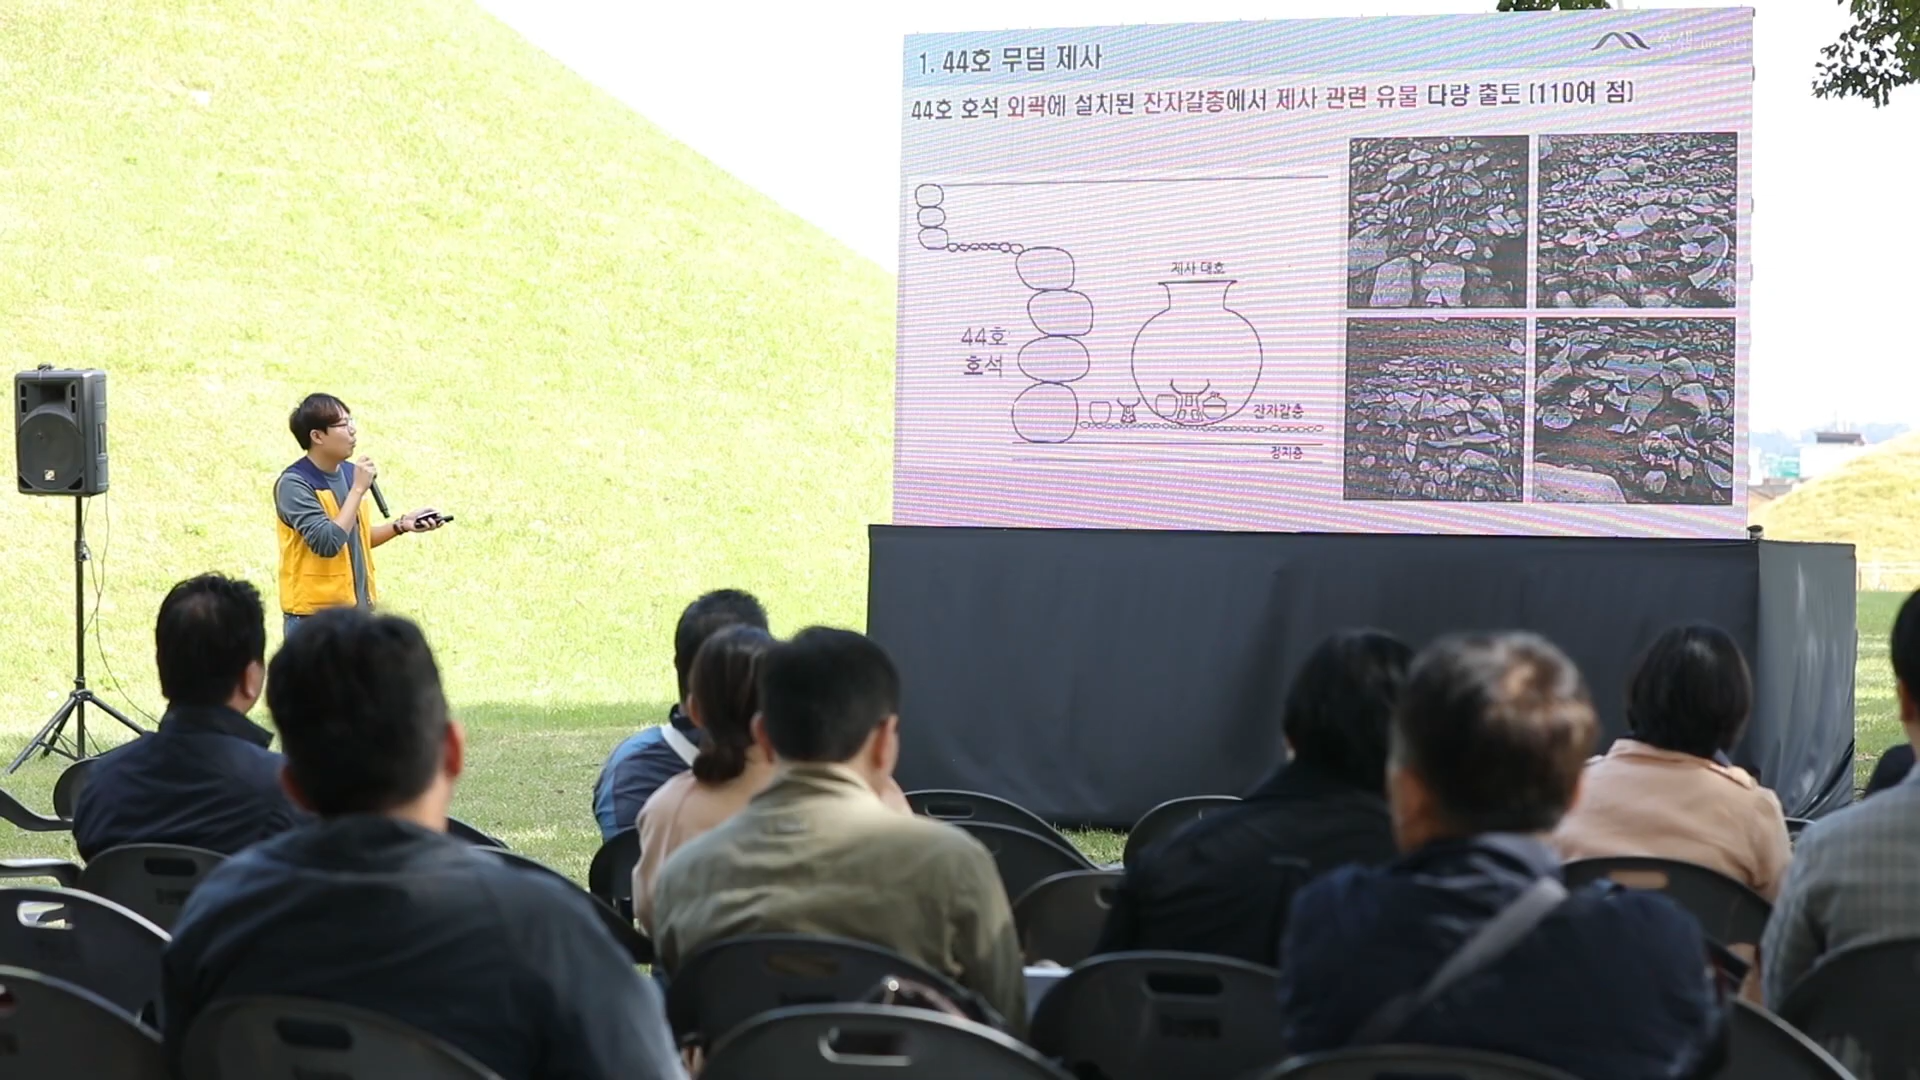 1. 44호 무덤 제사
44호 호석 외곽에 설치된 잔자갈층에서 제사 관련 유물 다량 출토 (110여 점)
제사 대호
44호
호석
잔자갈층
정지층